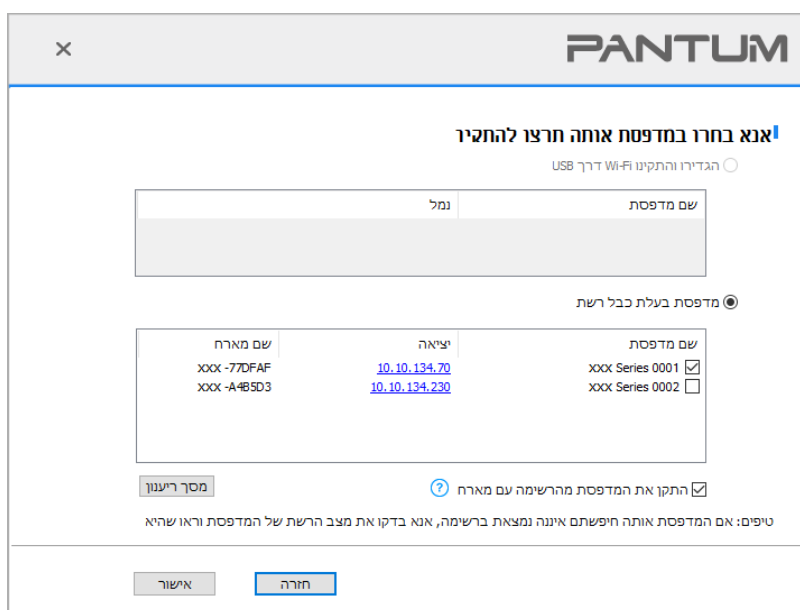 PANTUM
אנא בחרו במדפסת אותה תרצו להתקין
הגדירו והתקינו Wi-Fi דרך USB
שם מדפסת נמל
מדפסת בעלת כבל רשת
שם מדפסת יציאה שם מארח
XXX Series 0001 10.10.134.70 XXX -77DFAF
XXX Series 0002 10.10.134.230 XXX -A4B5D3
התקן את המדפסת מהרשימה עם מארח ? מסך ריענון
טיפים: אם המדפסת אותה חיפשתם איננה נמצאת ברשימה, אנא בדקו את מצב הרשת של המדפסת וראו שהיא
חזרה אישור